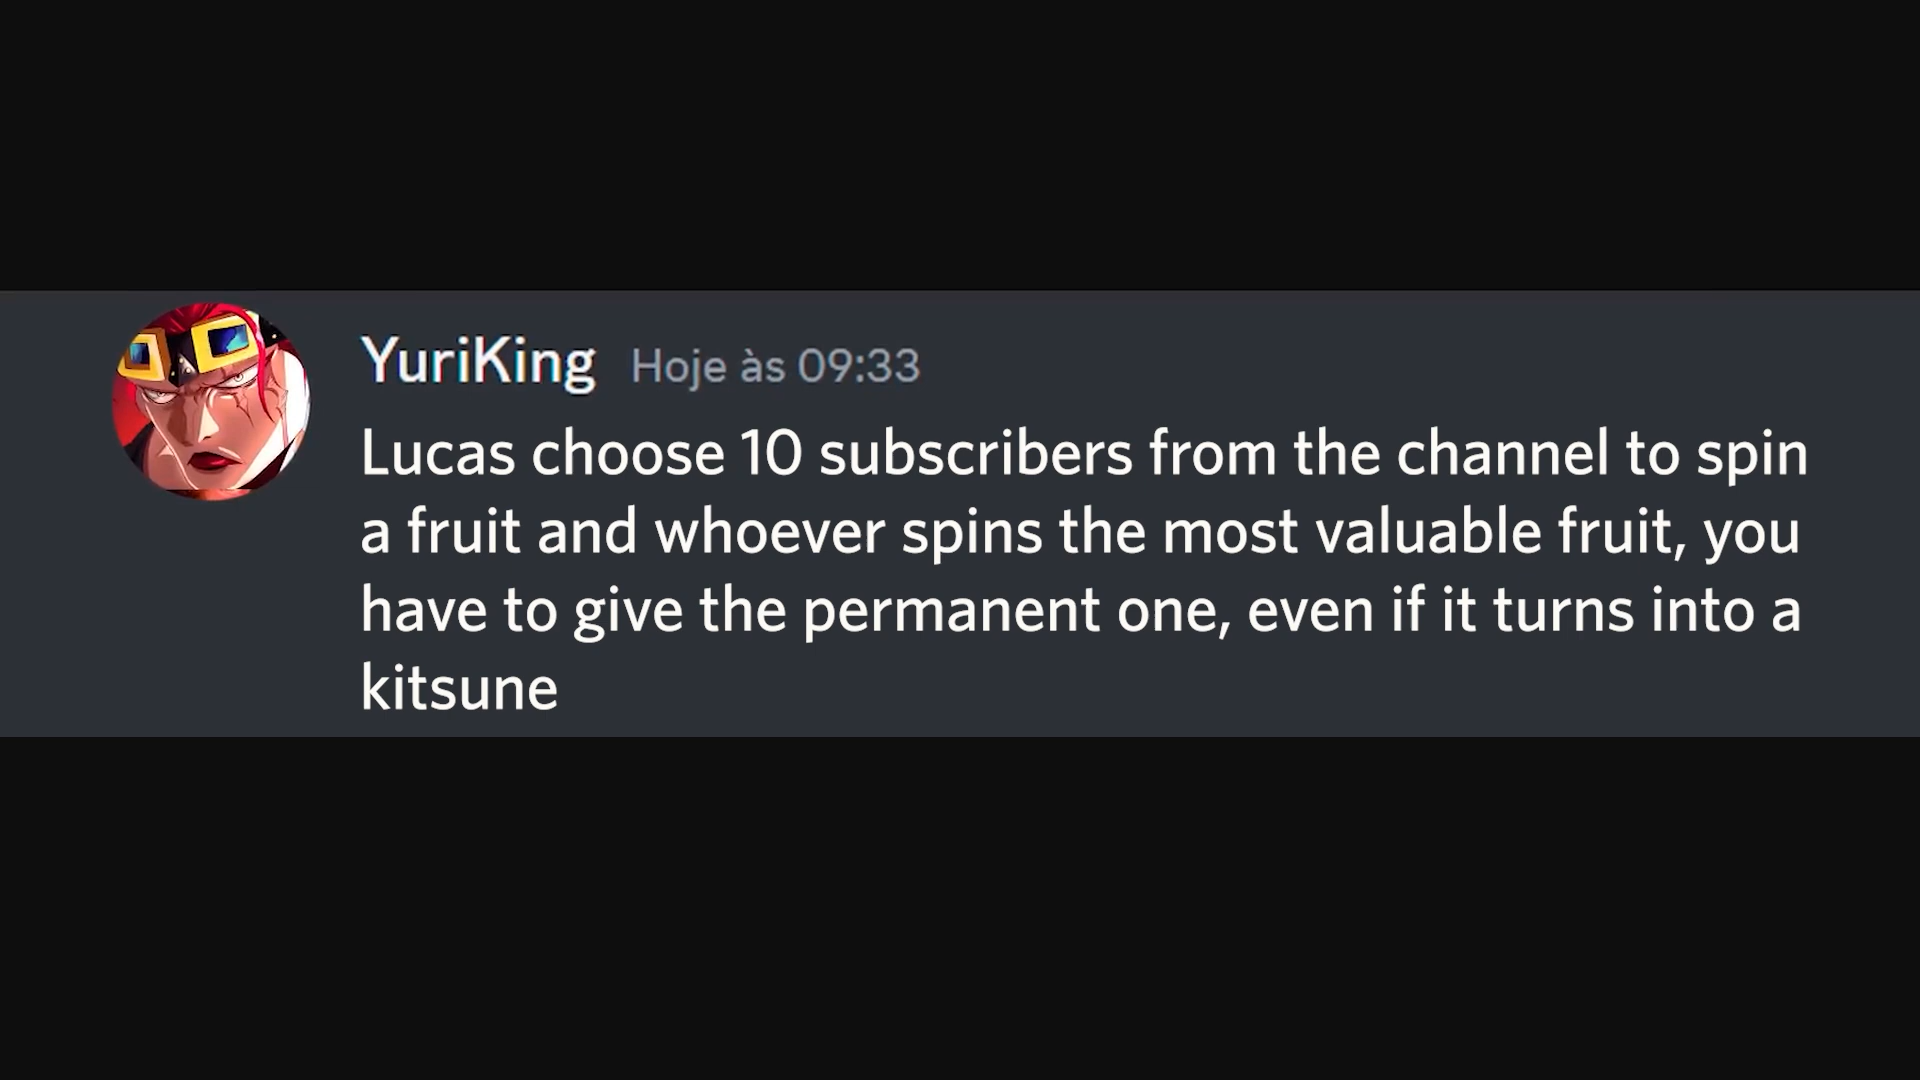 YuriKing Hoje às 09:33
Lucas choose 10 subscribers from the channel to spin
a fruit and whoever spins the most valuable fruit, you
have to give the permanent one, even if it turns into a
kitsune